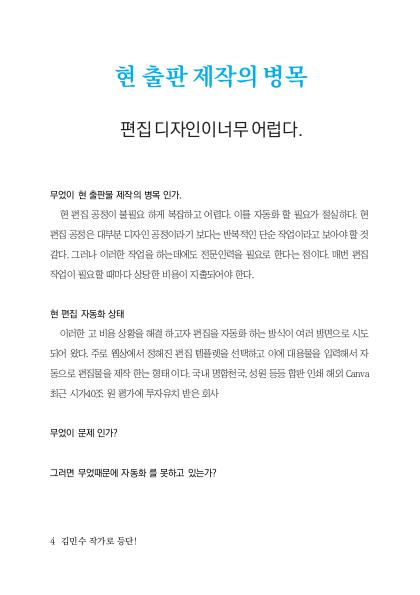 현 출판 제작의 병목
편집 디자인이 너무 어렵다.
무엇이 현 출판물 제작의 병목 인가.
현 편집 공정이 불필요 하게 복잡하고 어렵다. 이를 자동화 할 필요가 절실하다. 현
편집 공정은 대부분 디자인 공정이라기 보다는 반복적인 단순 작업이라고 보아야 할 것
같다. 그러나 이러한 작업을 하는데에도 전문인력을 필요로 한다는 점이다. 매번 편집
작업이 필요할 때마다 상당한 비용이 지출되어야 한다.
현 편집 자동화 상태
이러한 고 비용 상황을 해결 하고자 편집을 자동화 하는 방식이 여러 방면으로 시도
되어 왔다. 주로 웹상에서 정해진 편집 템플렛을 선택하고 이에 대용물을 입력해서 자
동으로 편집물을 제작 한는 형태 이다. 국내 명함천국, 성원 등등 합판 인쇄 해외 Canva
최근 시가40조 원 평가에 투자유치 받은 회사
무엇이 문제 인가?
그러면 무엇때문에 자동화 를 못하고 있는가?
4 김민수 작가로 등단!